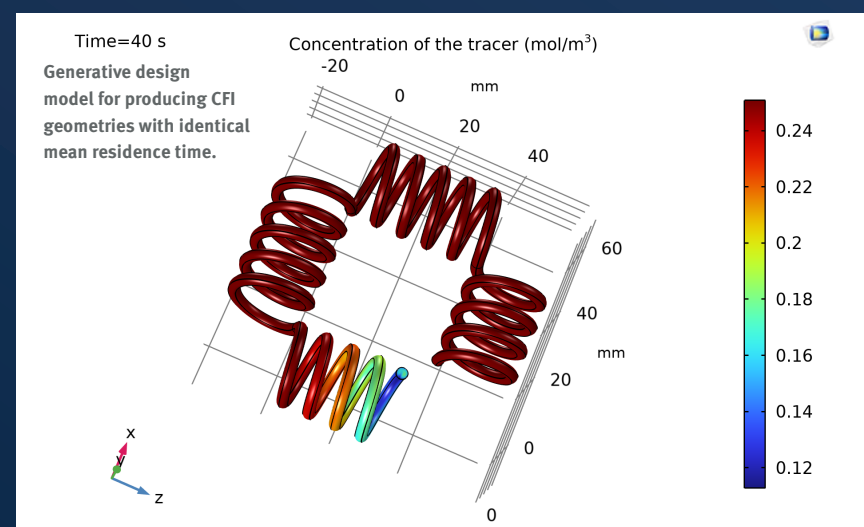 Time=40 s
Concentration of the tracer (mol/m³)
Generative design
model for producing CFI
geometries with identical
mean residence time.
-20
0
mm
20
40
60
40
mm
20
0
0
0.24
0.22
0.2
0.18
0.16
0.14
0.12
x
y
z